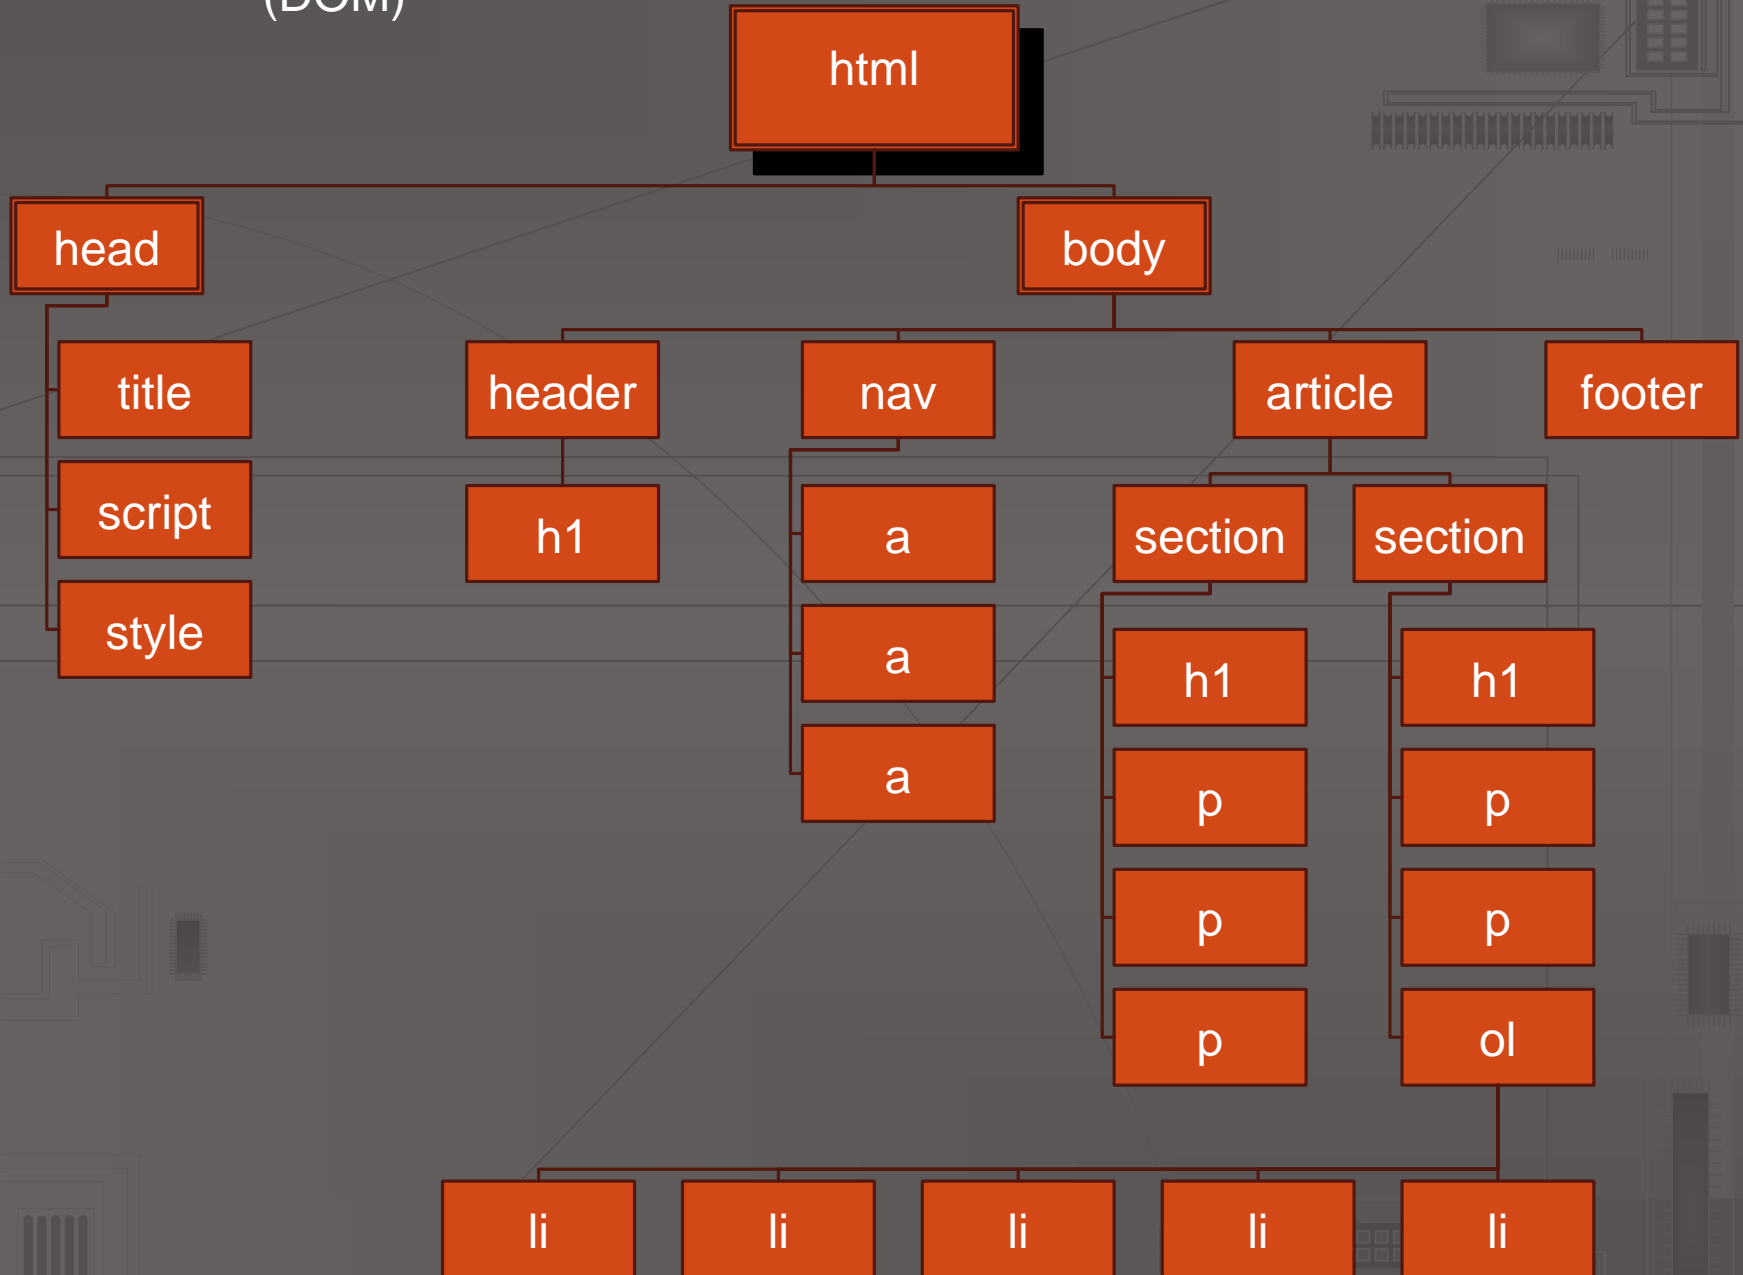 (DOM)
html
head
body
title
header
nav
article
footer
script
h1
a
section
section
style
a
h1
h1
a
p
p
p
p
p
ol
li
li
li
li
li